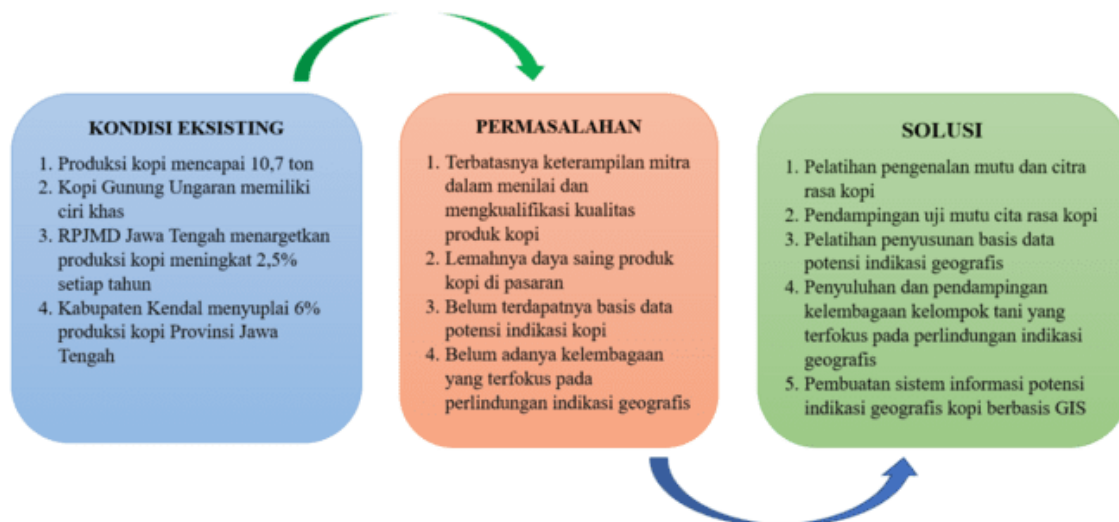 KONDISI EKSISTING
1. Produksi kopi mencapai 10,7 ton
2. Kopi Gunung Ungaran memiliki
ciri khas
3. RPJMD Jawa Tengah menargetkan
produksi kopi meningkat 2,5%
setiap tahun
4. Kabupaten Kendal menyuplai 6%
produksi kopi Provinsi Jawa
Tengah
PERMASALAHAN
1. Terbatasnya keterampilan mitra
dalam menilai dan
mengkualifikasi kualitas
produk kopi
2. Lemahnya daya saing produk
kopi di pasaran
3. Belum terdapatnya basis data
potensi indikasi kopi
4. Belum adanya kelembagaan
yang terfokus pada
perlindungan indikasi geografis
SOLUSI
1. Pelatihan pengenalan mutu dan citra
rasa kopi
2. Pendampingan uji mutu cita rasa kopi
3. Pelatihan penyusunan basis data
potensi indikasi geografis
4. Penyuluhan dan pendampingan
kelembagaan kelompok tani yang
terfokus pada perlindungan indikasi
geografis
5. Pembuatan sistem informasi potensi
indikasi geografis kopi berbasis GIS